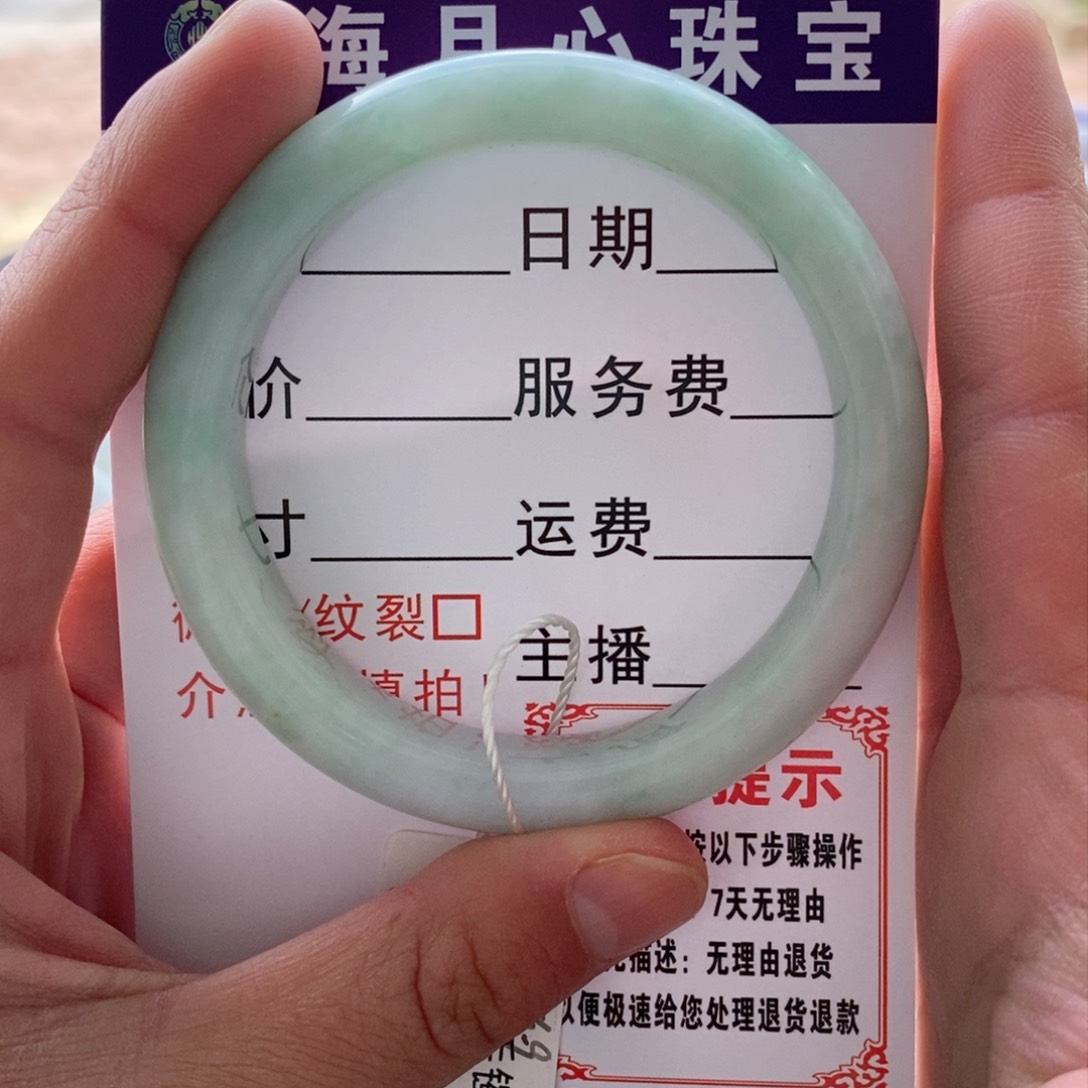 海月心珠宝
日期
价 服务费
寸 运费
纹裂□
主播
介 慎拍
提示
按以下步骤操作
7天无理由
描述：无理由退货
以便极速给您处理退货退款